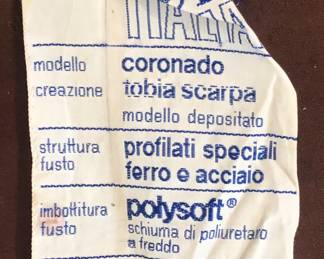 ITALIA
modello coronado
creazione tobia scarpa
modello depositato
struttura profilati speciali
fusto ferro e acciaio
imbottitura polysoft®
fusto schiuma di poliuretano
a freddo